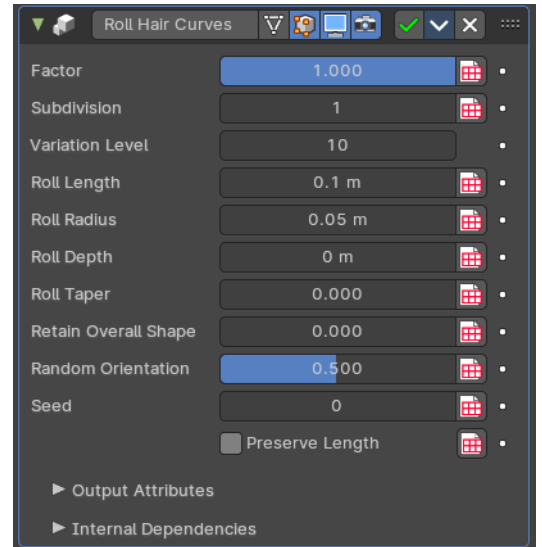 Roll Hair Curves
Factor 1.000
Subdivision 1
Variation Level 10
Roll Length 0.1 m
Roll Radius 0.05 m
Roll Depth 0 m
Roll Taper 0.000
Retain Overall Shape 0.000
Random Orientation 0.500
Seed 0
Preserve Length
Output Attributes
Internal Dependencies